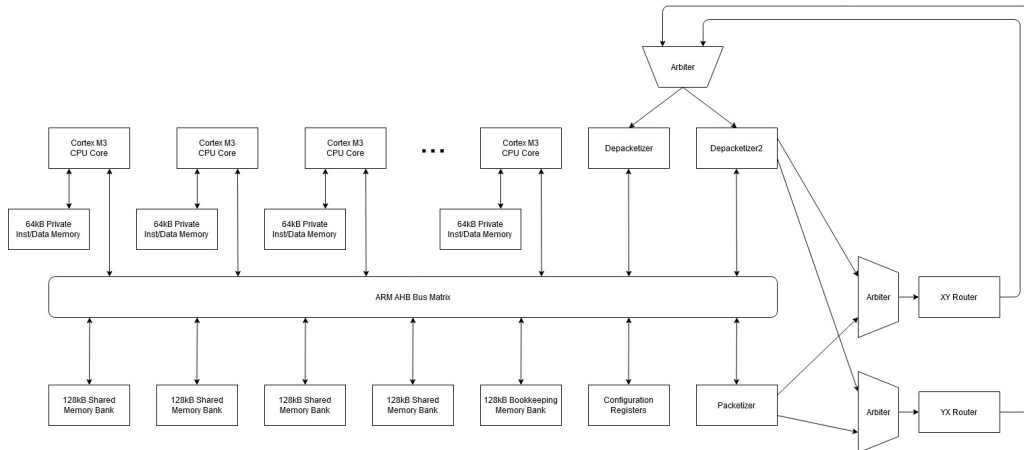 Arbiter
Cortex M3
CPU Core
Cortex M3
CPU Core
Cortex M3
CPU Core
...
Cortex M3
CPU Core
Depacketizer
Depacketizer2
64kB Private
Inst/Data Memory
64kB Private
Inst/Data Memory
64kB Private
Inst/Data Memory
64kB Private
Inst/Data Memory
ARM AHB Bus Matrix
Arbiter
XY Router
128kB Shared
Memory Bank
128kB Shared
Memory Bank
128kB Shared
Memory Bank
128kB Shared
Memory Bank
128kB Bookkeeping
Memory Bank
Configuration
Registers
Packetizer
Arbiter
YX Router